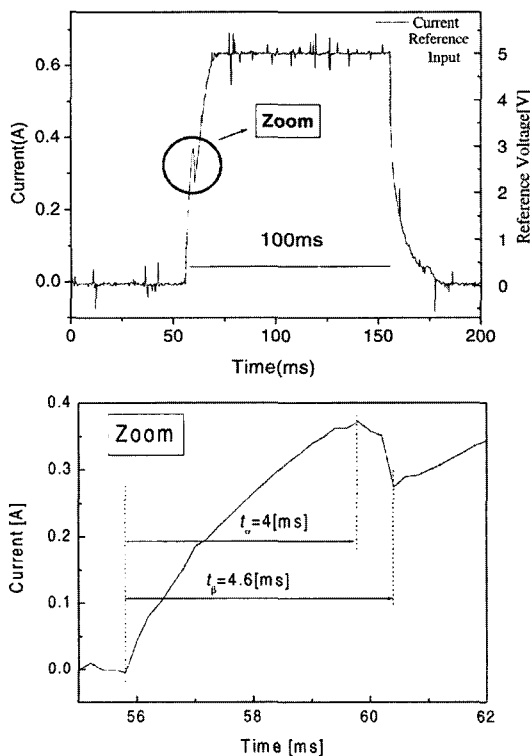 Current
Reference
Input
Current(A)
0.6
0.4
0.2
0.0
Zoom
100ms
5
4
3
2
1
0
Reference Voltage[V]
0 50 100 150 200
Time(ms)
Zoom
Current [A]
0.4
0.3
0.2
0.1
0.0
tα=4[ms]
tβ=4.6[ms]
56 58 60 62
Time [ms]